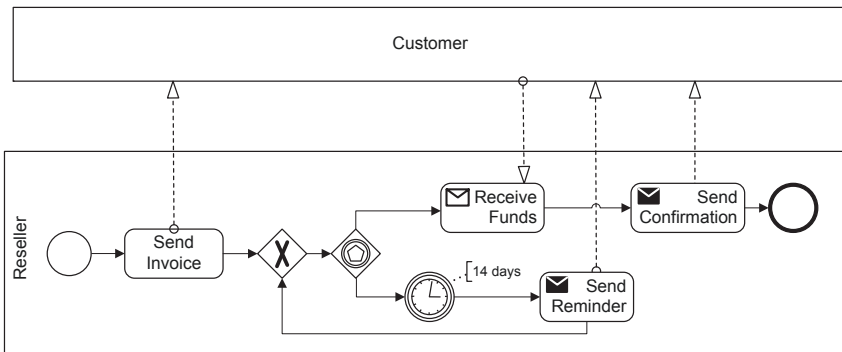 Customer
Reseller
Send
Invoice
Receive
Funds
Send
Confirmation
14 days
Send
Reminder